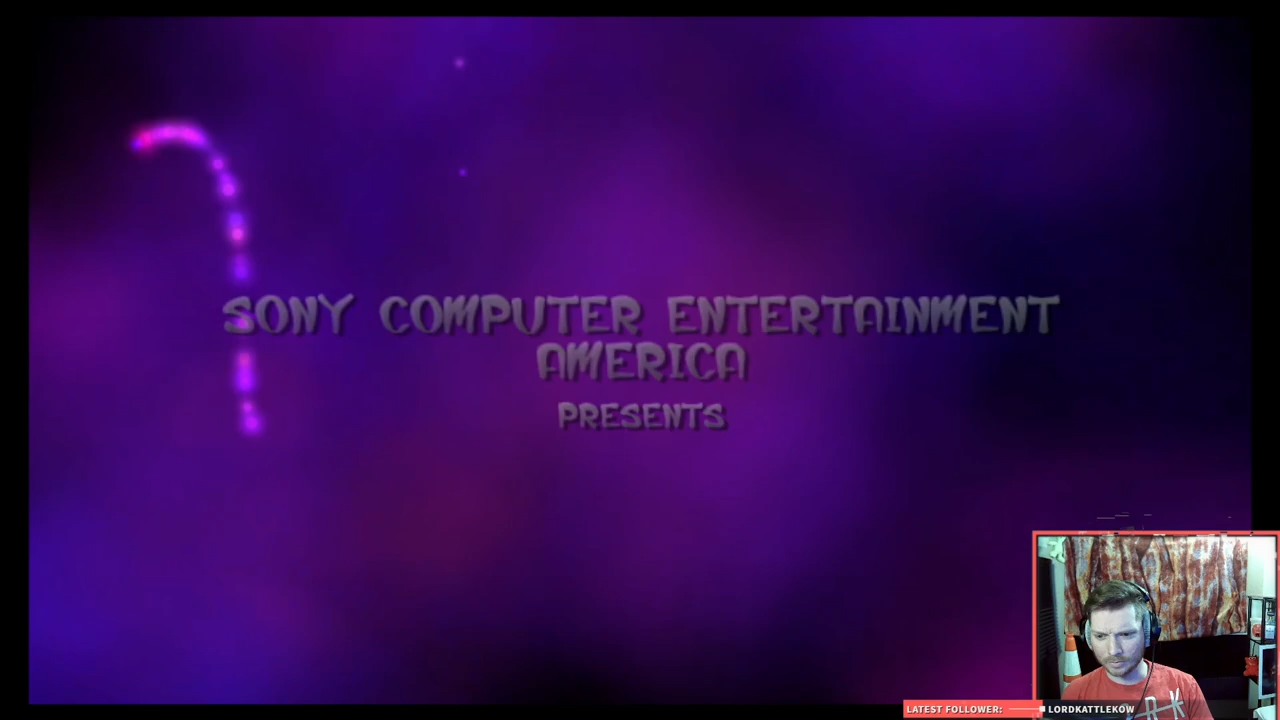 SONY COMPUTER ENTERTAINMENT
AMERICA
PRESENTS
LATEST FOLLOWER: LORDKATTLEKOW